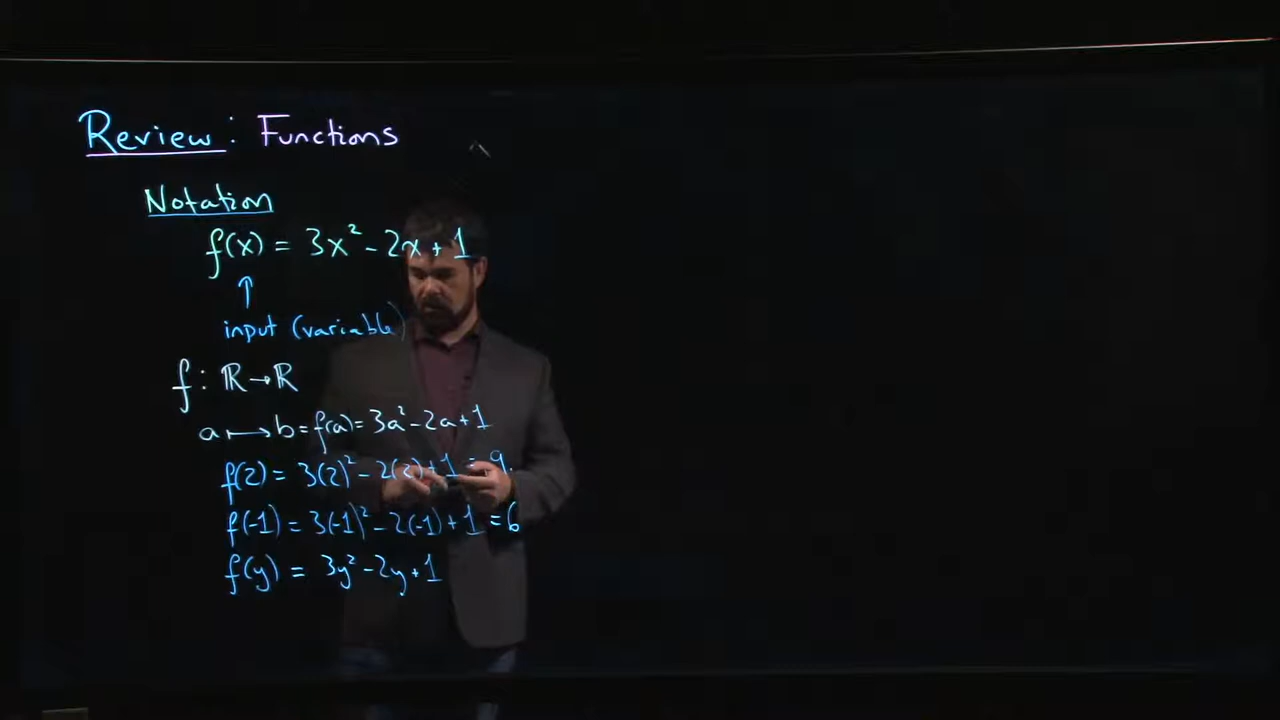 Review: Functions
Notation
f(x) = 3x² - 2x + 1
↑
input (variable)
f: ℝ → ℝ
a ⟼ b = f(a) = 3a² - 2a + 1
f(2) = 3(2)² - 2(2) + 1 = 9.
f(-1) = 3(-1)² - 2(-1) + 1 = 6
f(y) = 3y² - 2y + 1